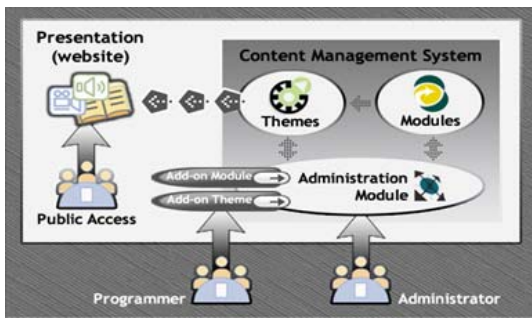 Presentation
(website)
Content Management System
Themes
Modules
Add-on Module
Add-on Theme
Administration
Module
Public Access
Programmer
Administrator